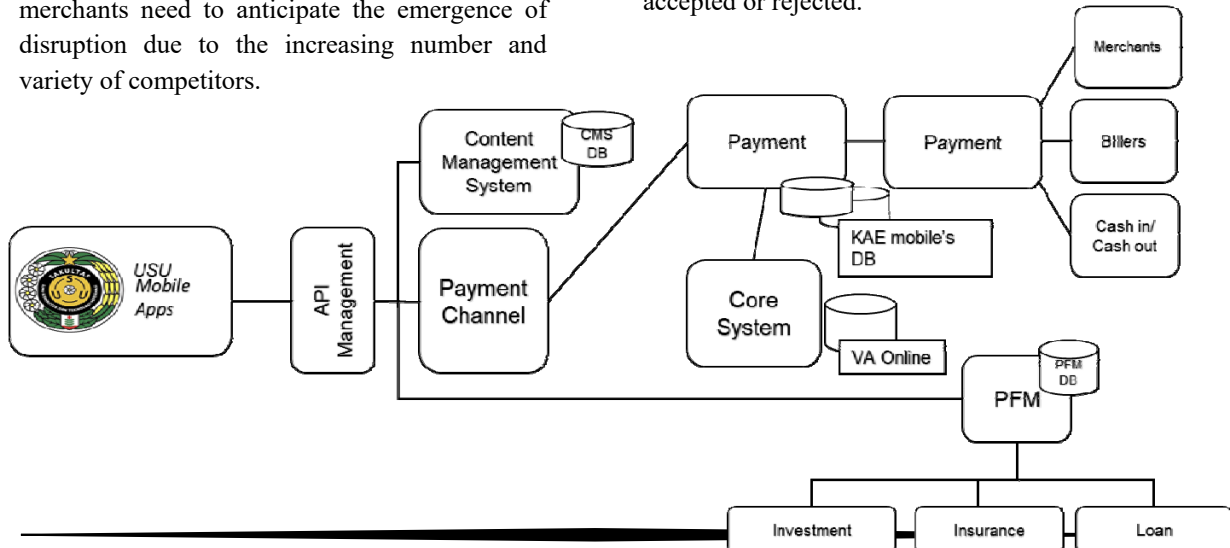 merchants need to anticipate the emergence of
disruption due to the increasing number and
variety of competitors.
accepted or rejected.
Merchants
Billers
Cash in/
Cash out
Payment
Payment
Content
Management
System
CMS
DB
KAE mobile's
DB
USU
Mobile
Apps
API
Management
Payment
Channel
Core
System
VA Online
PFM
DB
PFM
Investment
Insurance
Loan